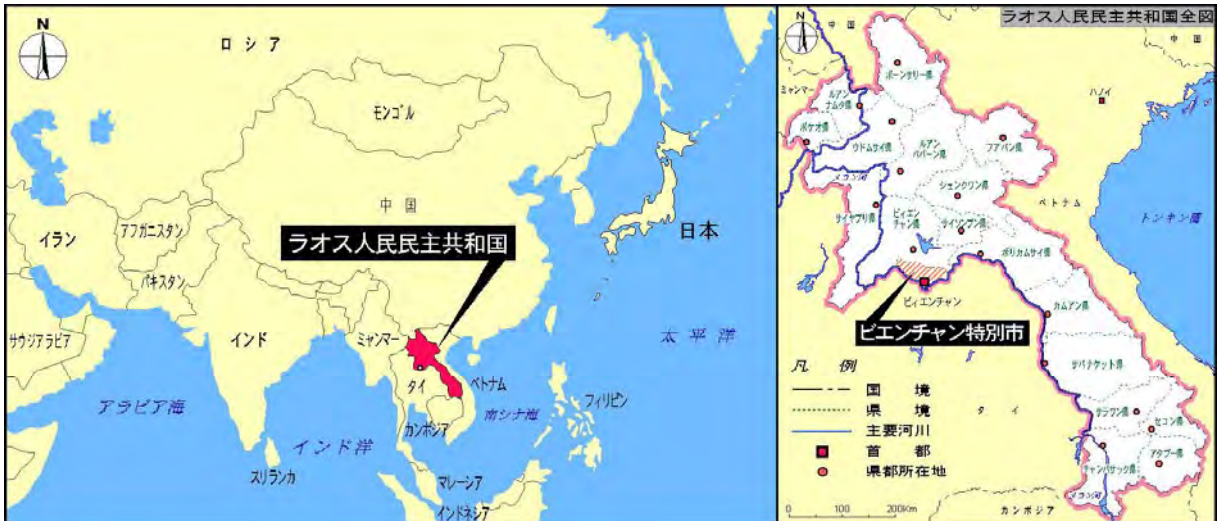 N
ロシア
モンゴル
中国
日本
アフガニスタン
イラン
パキスタン
ラオス人民民主共和国
サウジアラビア
インド
ミャンマー
太平洋
タイ
ベトナム
アラビア海
南シナ海
フィリピン
カンボジア
インド洋
スリランカ
マレーシア
インドネシア
ラオス人民民主共和国全図
N
中国
中国
ポーンサリー県
ミャンマー
ルアン
ナムタ県
ハノイ
ボケオ県
ウドムサイ県
ルアン
パバーン県
フアパン県
メコン河
シェンクワン県
ベトナム
トンキン湾
サイヤブリ県
ビィエン
チャン県
サイソンブン県
ボリカムサイ県
ビィエンチャン
カムアン県
ビエンチャン特別市
サバナケット県
凡例
国境
県境
タイ
サラワン県
セコン県
主要河川
首都
アタプー県
県都所在地
チャンパサック県
メコン河
0 100 200Km
カンボジア